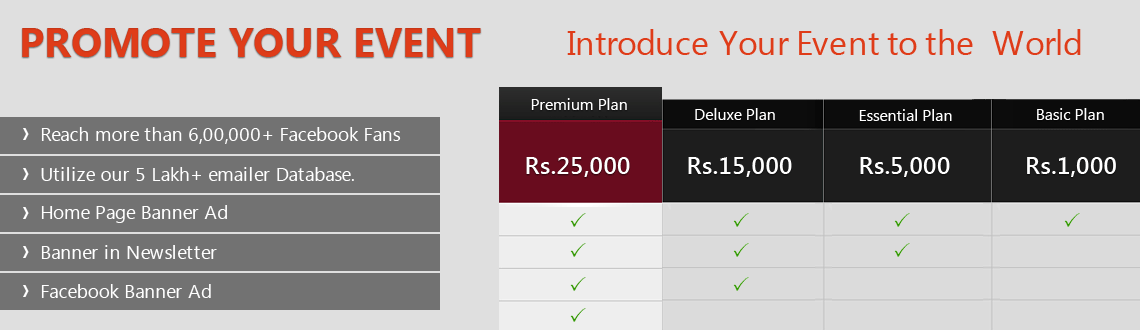 PROMOTE YOUR EVENT
Introduce Your Event to the World
› Reach more than 6,00,000+ Facebook Fans
› Utilize our 5 Lakh+ emailer Database.
› Home Page Banner Ad
› Banner in Newsletter
› Facebook Banner Ad
Premium Plan Deluxe Plan Essential Plan Basic Plan
Rs.25,000 Rs.15,000 Rs.5,000 Rs.1,000
✓ ✓ ✓ ✓
✓ ✓ ✓
✓ ✓
✓